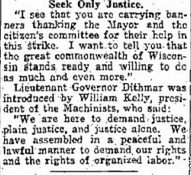 Seek Only Justice.
"I see that you are carrying ban-
ners thanking the Mayor and the
citizen's committee for their help in
this strike. I want to tell you that
the great commonwealth of Wiscon-
sin stands ready and willing to do
as much and even more."
Lieutenant Governor Dithmar was
introduced by William Kelly, presi-
dent of the Machinists, who said:
"We are here to demand justice,
plain justice, and justice alone. We
have assembled in a peaceful and
lawful manner to demand our rights
and the rights of organized labor."